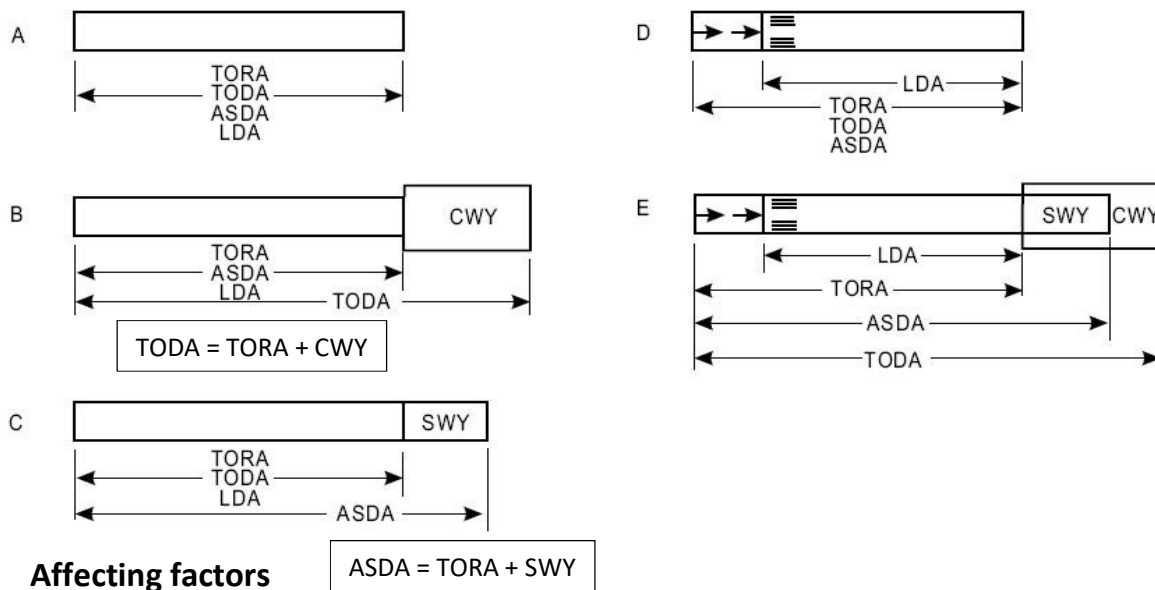 A
TORA
TODA
ASDA
LDA
B
CWY
TORA
ASDA
LDA
TODA
TODA = TORA + CWY
C
SWY
TORA
TODA
LDA
ASDA
Affecting factors
ASDA = TORA + SWY
D
LDA
TORA
TODA
ASDA
E
SWY
CWY
LDA
TORA
ASDA
TODA